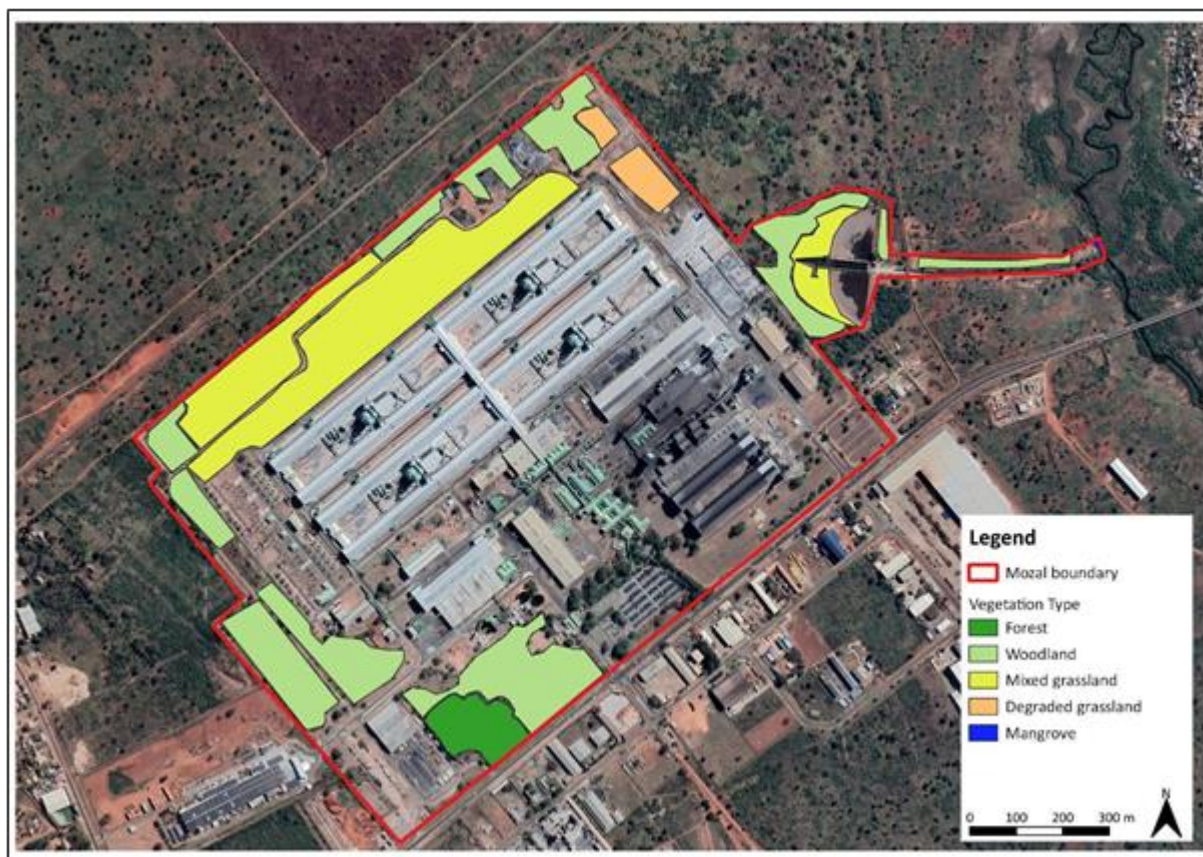 Legend
Mozal boundary
Vegetation Type
Forest
Woodland
Mixed grassland
Degraded grassland
Mangrove
N
0 100 200 300 m